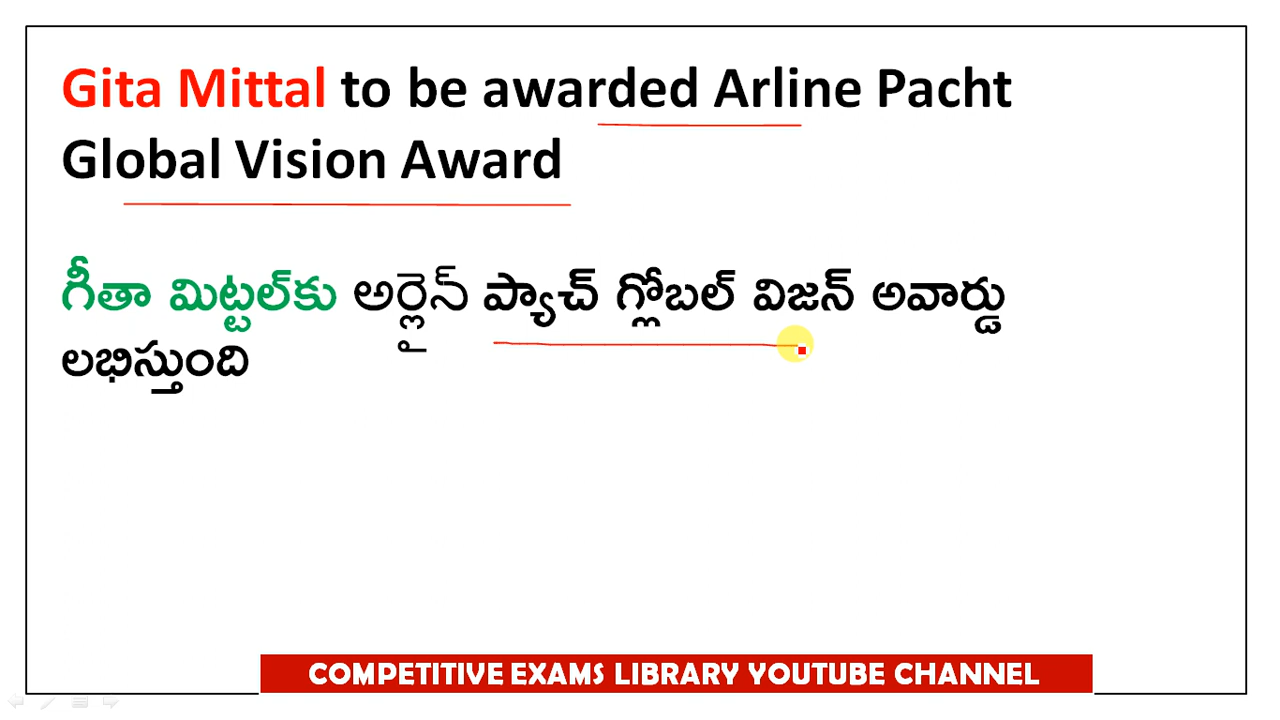 Gita Mittal to be awarded Arline Pacht
Global Vision Award
గీతా మిట్టల్‌కు అర్లైన్ ప్యాచ్ గ్లోబల్ విజన్ అవార్డు
లభిస్తుంది
COMPETITIVE EXAMS LIBRARY YOUTUBE CHANNEL